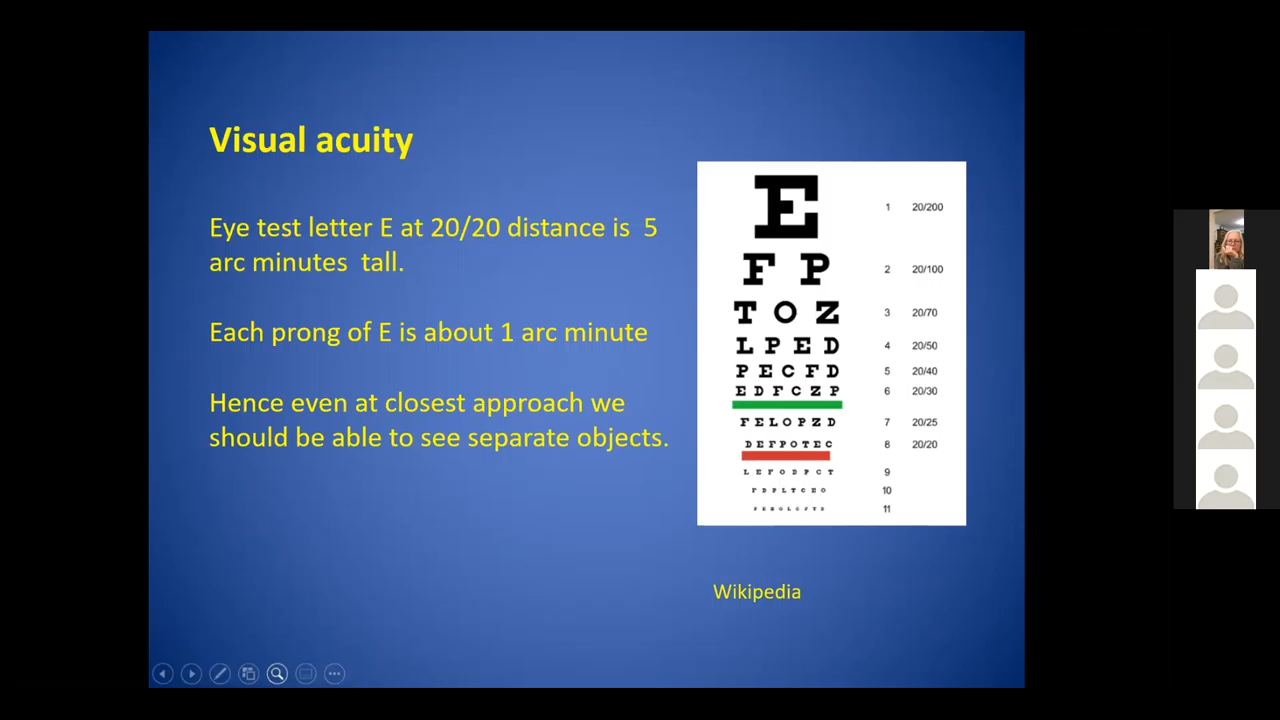 Visual acuity
Eye test letter E at 20/20 distance is 5
arc minutes tall.
Each prong of E is about 1 arc minute
Hence even at closest approach we
should be able to see separate objects.
E 1 20/200
F P 2 20/100
T O Z 3 20/70
L P E D 4 20/50
P E C F D 5 20/40
E D F C Z P 6 20/30
F E L O P Z D 7 20/25
D E F P O T E C 8 20/20
L E F O D P C T 9
F D P L T C E O 10
11
Wikipedia